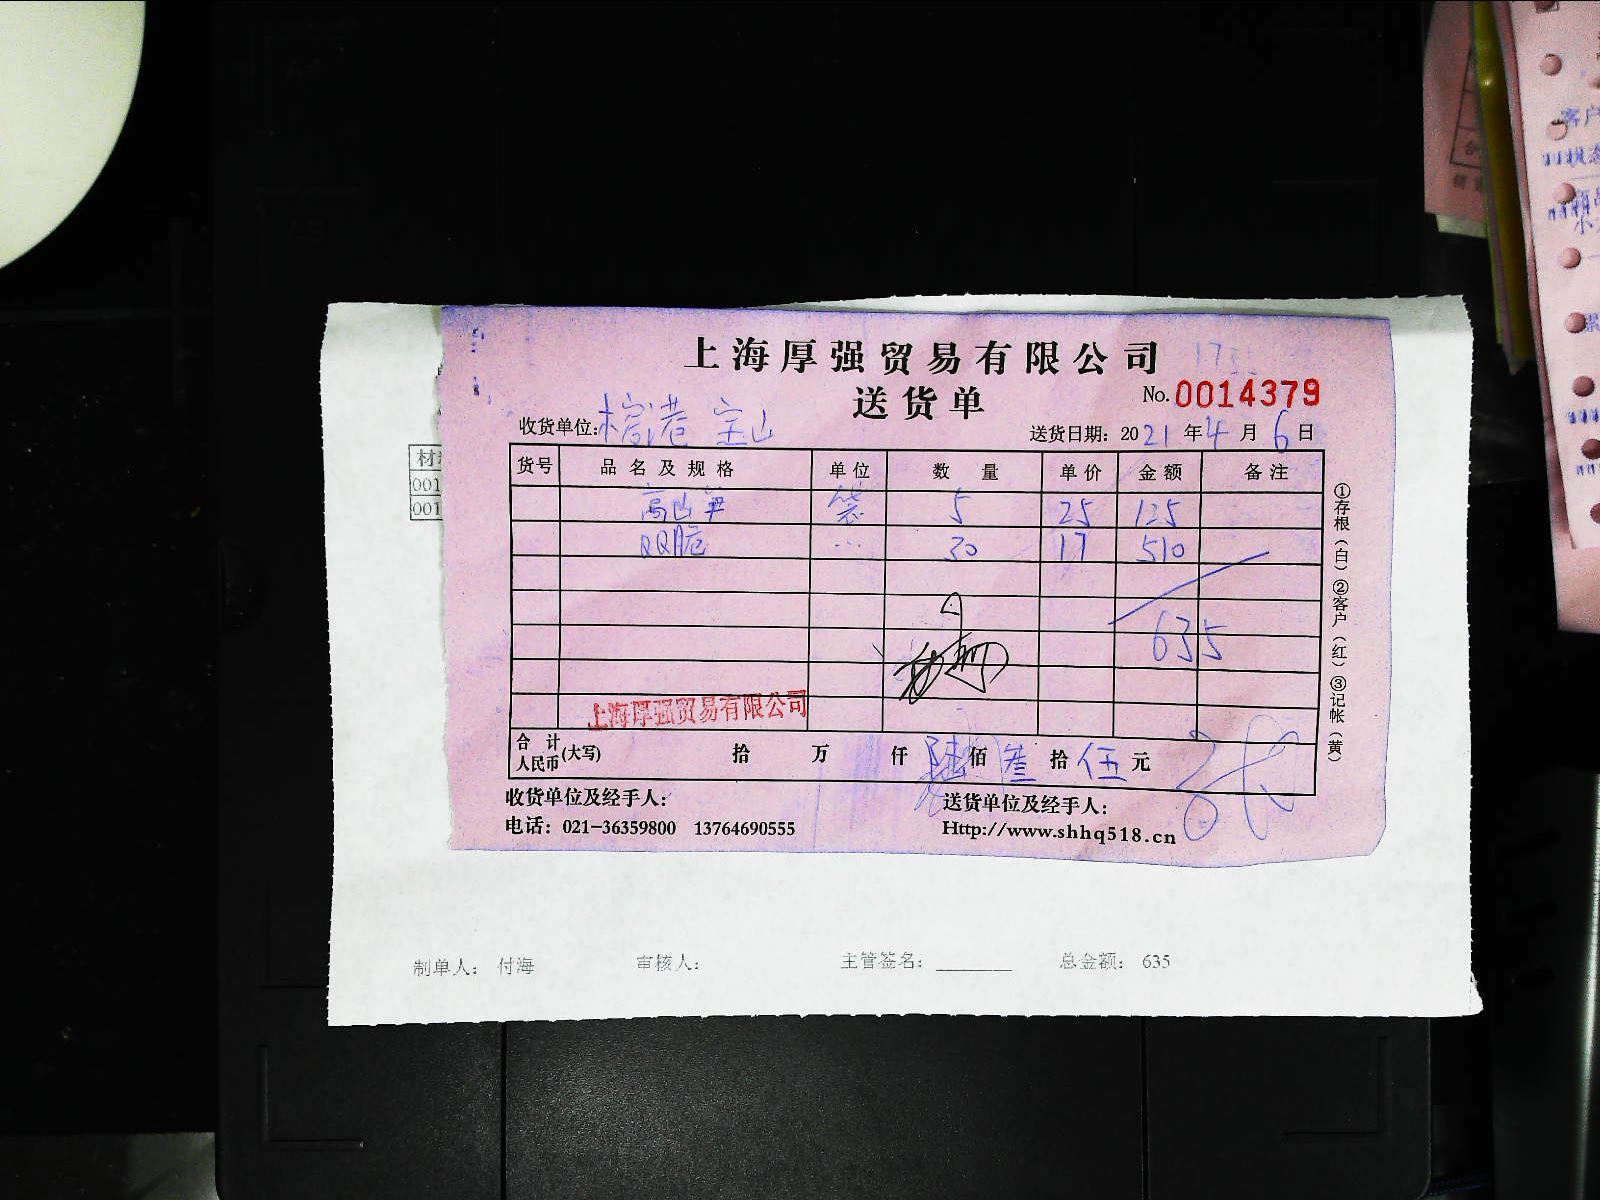 上海厚强贸易有限公司
送货单
No. 0014379
收货单位: 榕港 宝山
送货日期: 2021年4月6日
货号 品名及规格 单位 数量 单价 金额 备注
高山笋 袋 5 25 125
QQ脆 … 30 17 510
635
上海厚强贸易有限公司
合计人民币(大写) 拾 万 仟 陆佰 叁拾 伍元
收货单位及经手人:
送货单位及经手人:
电话: 021-36359800 13764690555
Http://www.shhq518.cn
①存根(白) ②客户(红) ③记帐(黄)
材
001
001
制单人: 付海 审核人: 主管签名: ________ 总金额: 635
客户